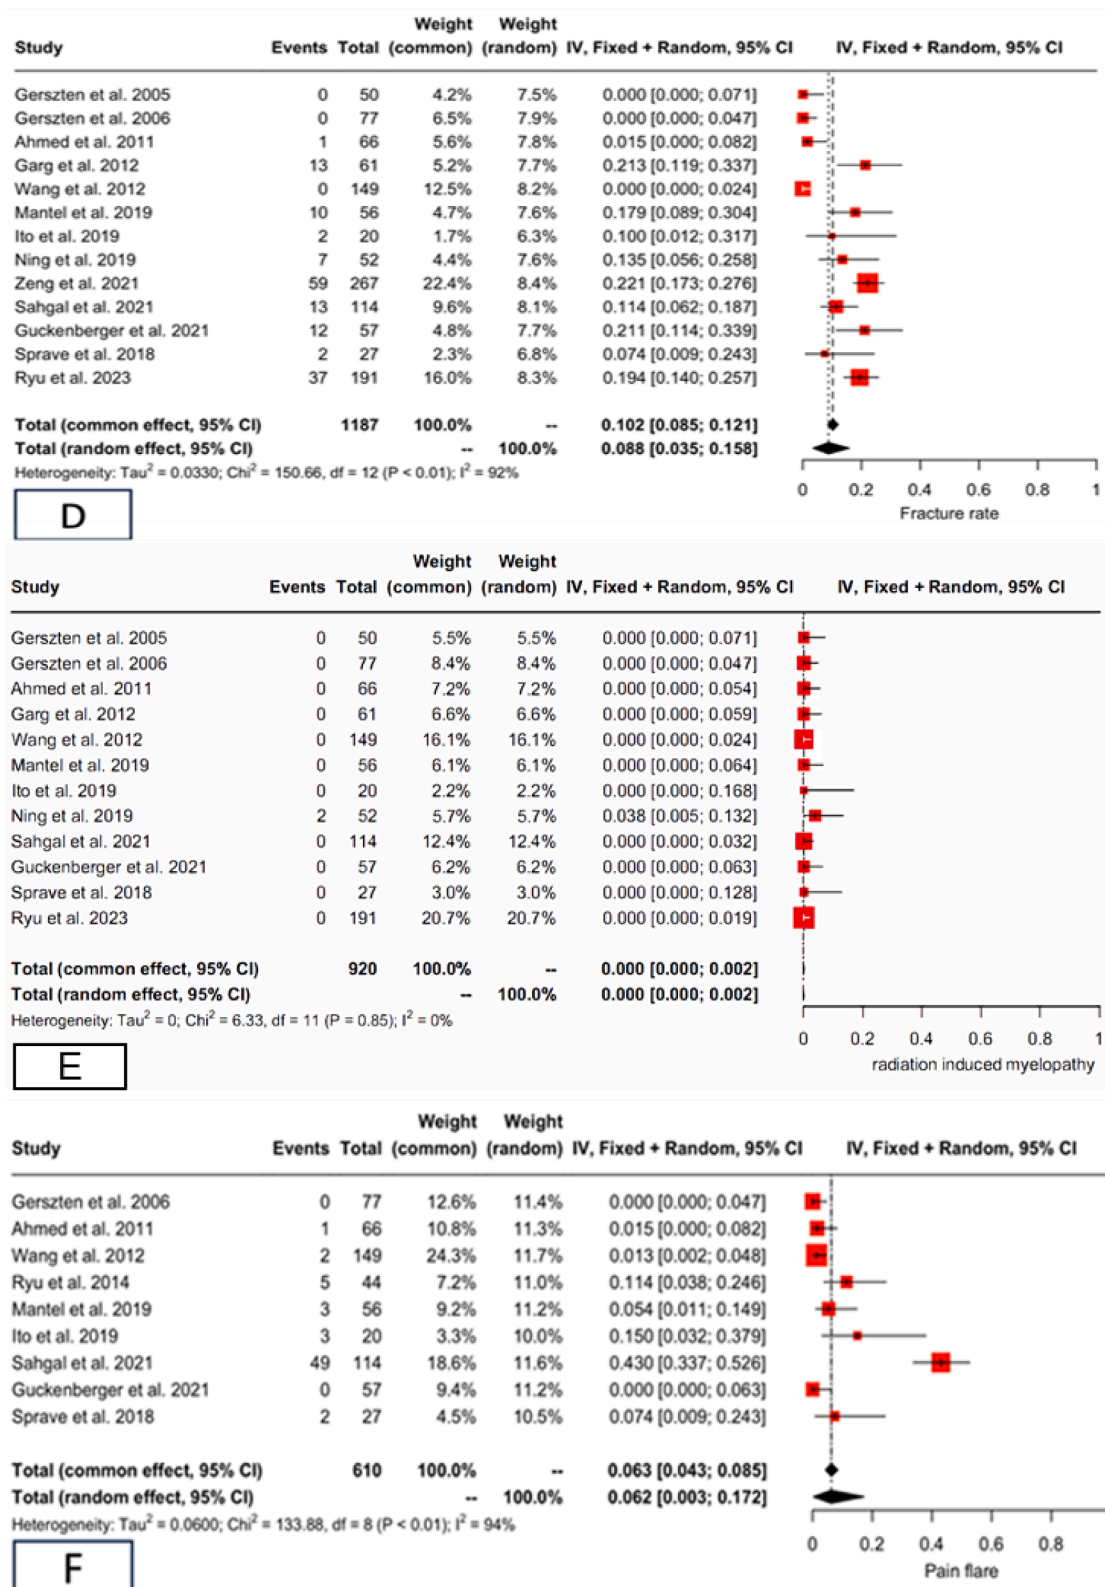 Weight Weight
Study Events Total (common) (random) IV, Fixed + Random, 95% CI IV, Fixed + Random, 95% CI
Gerszten et al. 2005 0 50 4.2% 7.5% 0.000 [0.000; 0.071]
Gerszten et al. 2006 0 77 6.5% 7.9% 0.000 [0.000; 0.047]
Ahmed et al. 2011 1 66 5.6% 7.8% 0.015 [0.000; 0.082]
Garg et al. 2012 13 61 5.2% 7.7% 0.213 [0.119; 0.337]
Wang et al. 2012 0 149 12.5% 8.2% 0.000 [0.000; 0.024]
Mantel et al. 2019 10 56 4.7% 7.6% 0.179 [0.089; 0.304]
Ito et al. 2019 2 20 1.7% 6.3% 0.100 [0.012; 0.317]
Ning et al. 2019 7 52 4.4% 7.6% 0.135 [0.056; 0.258]
Zeng et al. 2021 59 267 22.4% 8.4% 0.221 [0.173; 0.276]
Sahgal et al. 2021 13 114 9.6% 8.1% 0.114 [0.062; 0.187]
Guckenberger et al. 2021 12 57 4.8% 7.7% 0.211 [0.114; 0.339]
Sprave et al. 2018 2 27 2.3% 6.8% 0.074 [0.009; 0.243]
Ryu et al. 2023 37 191 16.0% 8.3% 0.194 [0.140; 0.257]
Total (common effect, 95% CI) 1187 100.0% -- 0.102 [0.085; 0.121]
Total (random effect, 95% CI) -- 100.0% 0.088 [0.035; 0.158]
Heterogeneity: Tau² = 0.0330; Chi² = 150.66, df = 12 (P < 0.01); I² = 92%
0 0.2 0.4 0.6 0.8 1
Fracture rate
D
Weight Weight
Study Events Total (common) (random) IV, Fixed + Random, 95% CI IV, Fixed + Random, 95% CI
Gerszten et al. 2005 0 50 5.5% 5.5% 0.000 [0.000; 0.071]
Gerszten et al. 2006 0 77 8.4% 8.4% 0.000 [0.000; 0.047]
Ahmed et al. 2011 0 66 7.2% 7.2% 0.000 [0.000; 0.054]
Garg et al. 2012 0 61 6.6% 6.6% 0.000 [0.000; 0.059]
Wang et al. 2012 0 149 16.1% 16.1% 0.000 [0.000; 0.024]
Mantel et al. 2019 0 56 6.1% 6.1% 0.000 [0.000; 0.064]
Ito et al. 2019 0 20 2.2% 2.2% 0.000 [0.000; 0.168]
Ning et al. 2019 2 52 5.7% 5.7% 0.038 [0.005; 0.132]
Sahgal et al. 2021 0 114 12.4% 12.4% 0.000 [0.000; 0.032]
Guckenberger et al. 2021 0 57 6.2% 6.2% 0.000 [0.000; 0.063]
Sprave et al. 2018 0 27 3.0% 3.0% 0.000 [0.000; 0.128]
Ryu et al. 2023 0 191 20.7% 20.7% 0.000 [0.000; 0.019]
Total (common effect, 95% CI) 920 100.0% -- 0.000 [0.000; 0.002]
Total (random effect, 95% CI) -- 100.0% 0.000 [0.000; 0.002]
Heterogeneity: Tau² = 0; Chi² = 6.33, df = 11 (P = 0.85); I² = 0%
0 0.2 0.4 0.6 0.8 1
radiation induced myelopathy
E
Weight Weight
Study Events Total (common) (random) IV, Fixed + Random, 95% CI IV, Fixed + Random, 95% CI
Gerszten et al. 2006 0 77 12.6% 11.4% 0.000 [0.000; 0.047]
Ahmed et al. 2011 1 66 10.8% 11.3% 0.015 [0.000; 0.082]
Wang et al. 2012 2 149 24.3% 11.7% 0.013 [0.002; 0.048]
Ryu et al. 2014 5 44 7.2% 11.0% 0.114 [0.038; 0.246]
Mantel et al. 2019 3 56 9.2% 11.2% 0.054 [0.011; 0.149]
Ito et al. 2019 3 20 3.3% 10.0% 0.150 [0.032; 0.379]
Sahgal et al. 2021 49 114 18.6% 11.6% 0.430 [0.337; 0.526]
Guckenberger et al. 2021 0 57 9.4% 11.2% 0.000 [0.000; 0.063]
Sprave et al. 2018 2 27 4.5% 10.5% 0.074 [0.009; 0.243]
Total (common effect, 95% CI) 610 100.0% -- 0.063 [0.043; 0.085]
Total (random effect, 95% CI) -- 100.0% 0.062 [0.003; 0.172]
Heterogeneity: Tau² = 0.0600; Chi² = 133.88, df = 8 (P < 0.01); I² = 94%
0 0.2 0.4 0.6 0.8
Pain flare
F